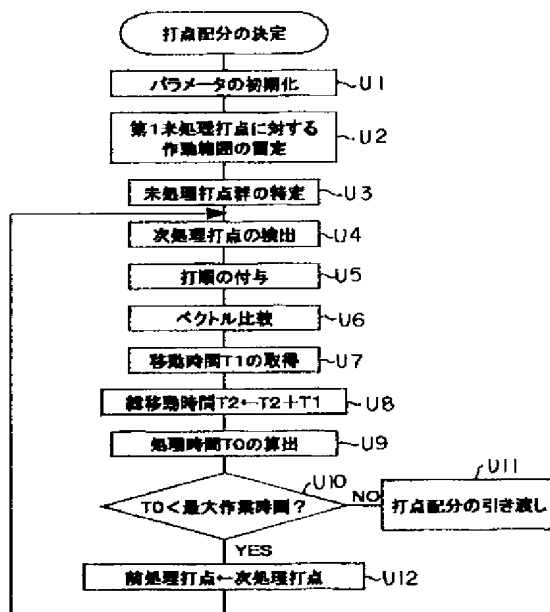 打点配分の決定
パラメータの初期化
U1
第1未処理打点に対する
作動範囲の固定
U2
未処理打点群の特定
U3
次処理打点の検出
U4
打順の付与
U5
ベクトル比較
U6
移動時間T1の取得
U7
総移動時間T2←T2+T1
U8
処理時間T0の算出
U9
T0<最大作業時間?
U10
NO
打点配分の引き渡し
U11
YES
前処理打点←次処理打点
U12